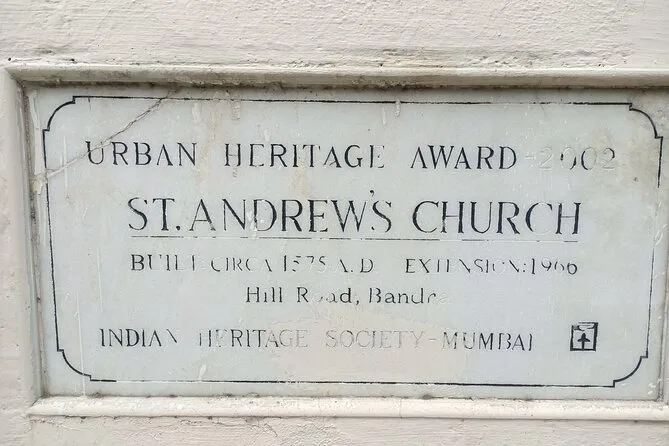 URBAN HERITAGE AWARD-2002
ST. ANDREW'S CHURCH
BUILT CIRCA 1575 A.D EXTENSION:1966
Hill Road, Bandra
INDIAN HERITAGE SOCIETY-MUMBAI